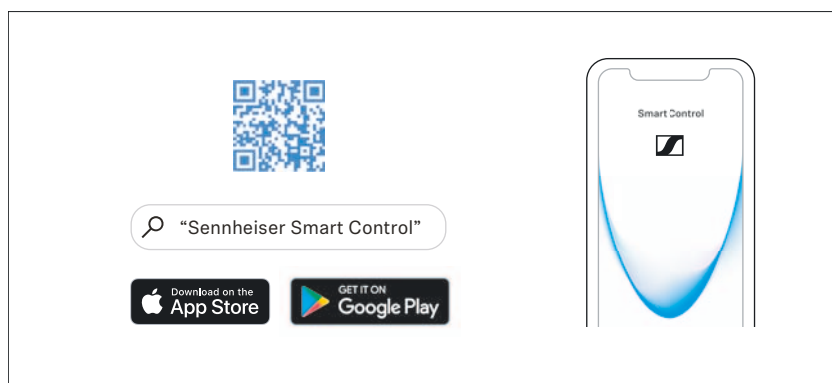 “Sennheiser Smart Control”
Download on the
App Store
GET IT ON
Google Play
Smart Control